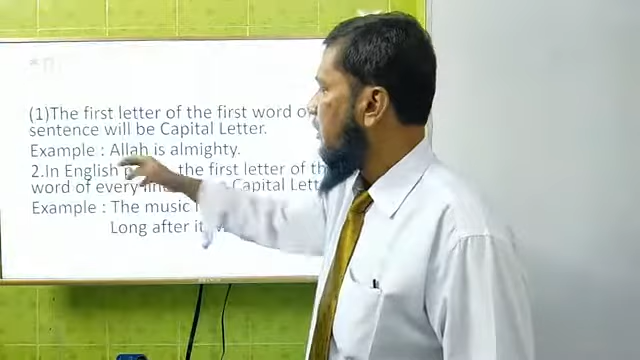 (1)The first letter of the first word of
sentence will be Capital Letter.
Example : Allah is almighty.
2.In English the first letter of the
word of every Capital
Example : The music
Long after it